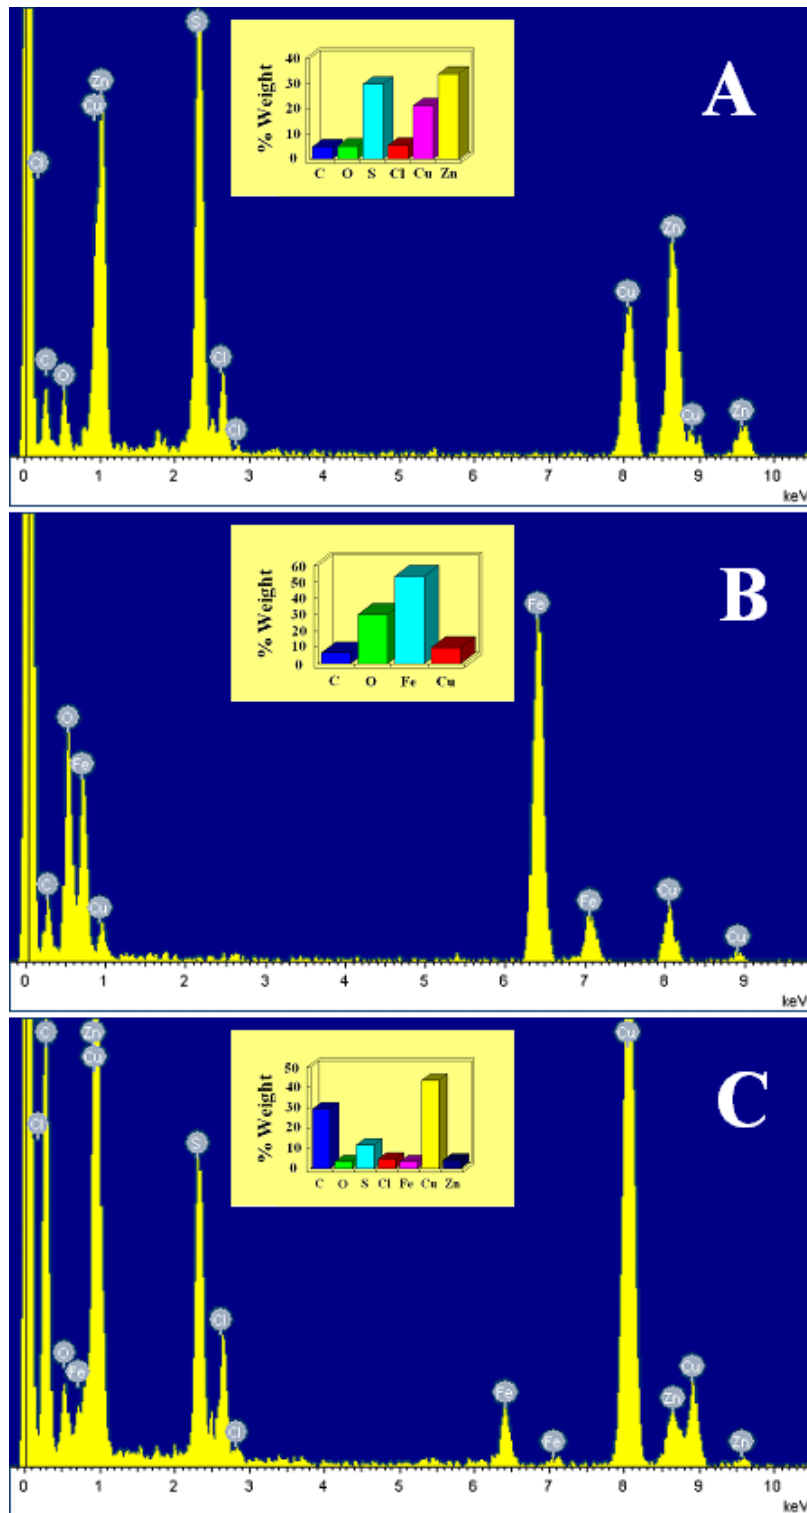 S
Zn
Cu
Cl
C
O
Cl
Cl
Cu
Zn
Cu
Zn
% Weight
40
30
20
10
0
C O S Cl Cu Zn
A
0 1 2 3 4 5 6 7 8 9 10
keV
Fe
O
Fe
C
Cu
Fe
Cu
Cu
% Weight
60
50
40
30
20
10
0
C O Fe Cu
B
0 1 2 3 4 5 6 7 8 9
keV
C
Zn
Cu
Cu
Cl
S
O
Fe
Cl
Cl
Fe
Fe
Zn
Cu
Zn
% Weight
50
40
30
20
10
0
C O S Cl Fe Cu Zn
C
0 1 2 3 4 5 6 7 8 9 10
keV